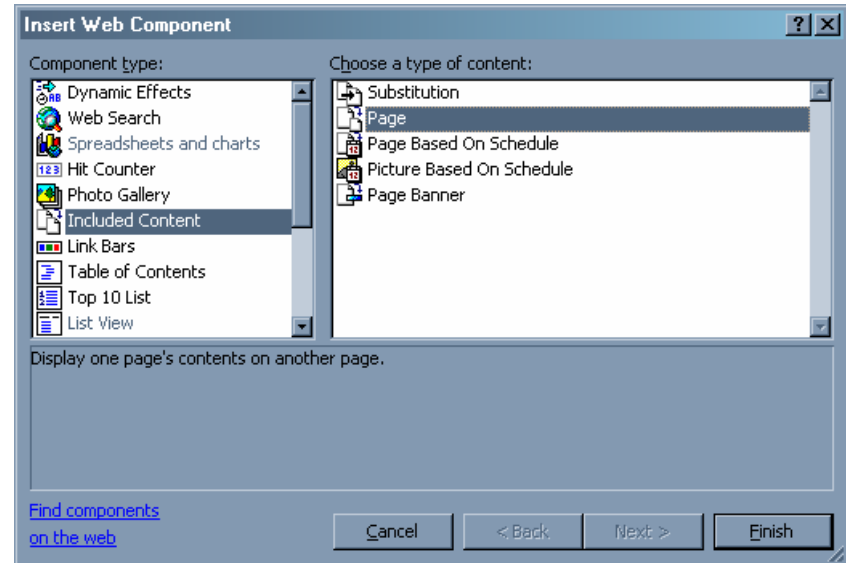 Insert Web Component
Component type:
Choose a type of content:
Dynamic Effects
Web Search
Spreadsheets and charts
123 Hit Counter
Photo Gallery
Included Content
Link Bars
Table of Contents
Top 10 List
List View
Substitution
Page
12 Page Based On Schedule
12 Picture Based On Schedule
Page Banner
Display one page's contents on another page.
Find components
on the web
Cancel
< Back
Next >
Finish